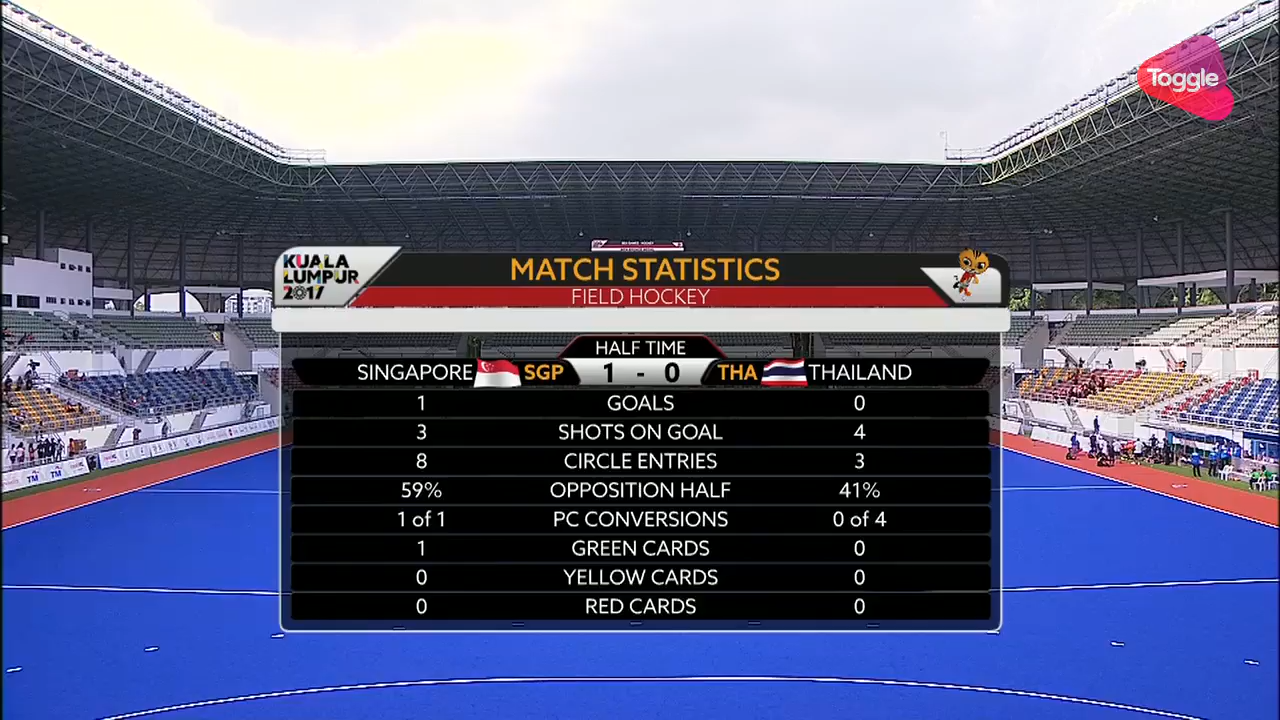 Toggle
KUALA
LUMPUR
2017
MATCH STATISTICS
FIELD HOCKEY
HALF TIME
SINGAPORE SGP 1 - 0 THA THAILAND
1 GOALS 0
3 SHOTS ON GOAL 4
8 CIRCLE ENTRIES 3
59% OPPOSITION HALF 41%
1 of 1 PC CONVERSIONS 0 of 4
1 GREEN CARDS 0
0 YELLOW CARDS 0
0 RED CARDS 0
TM
TM